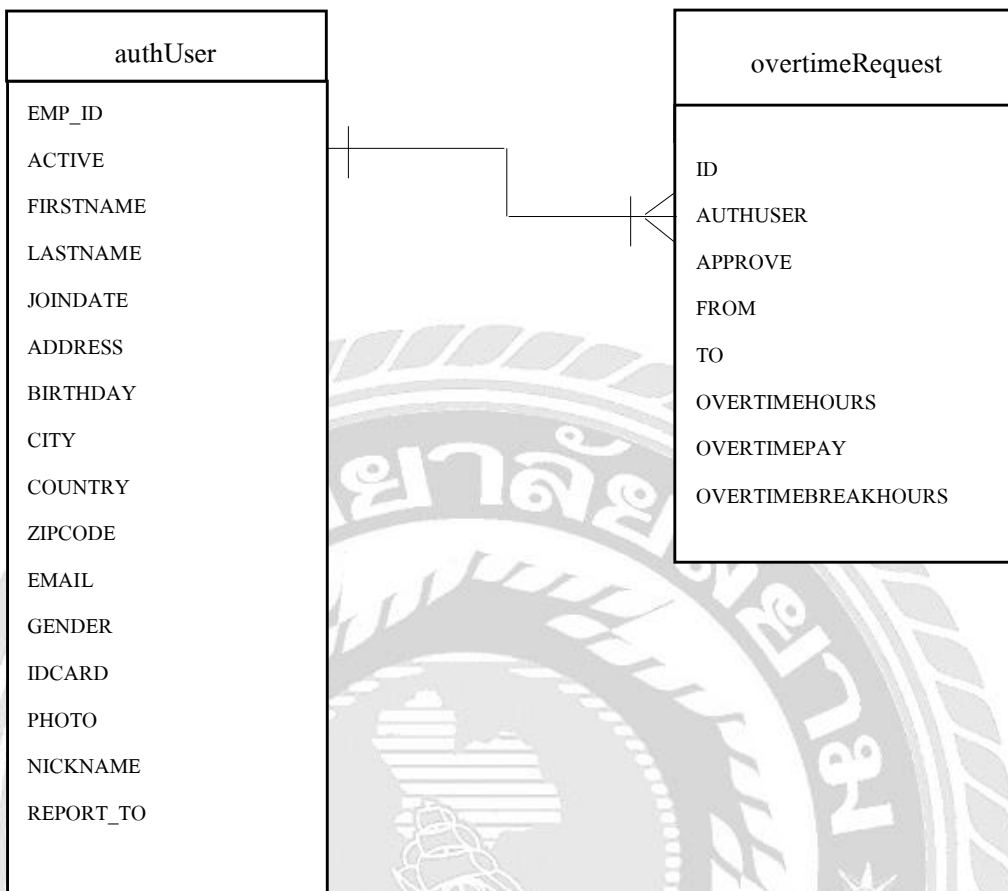 authUser
EMP_ID
ACTIVE
FIRSTNAME
LASTNAME
JOINDATE
ADDRESS
BIRTHDAY
CITY
COUNTRY
ZIPCODE
EMAIL
GENDER
IDCARD
PHOTO
NICKNAME
REPORT_TO
overtimeRequest
ID
AUTHUSER
APPROVE
FROM
TO
OVERTIMEHOURS
OVERTIMEPAY
OVERTIMEBREAKHOURS